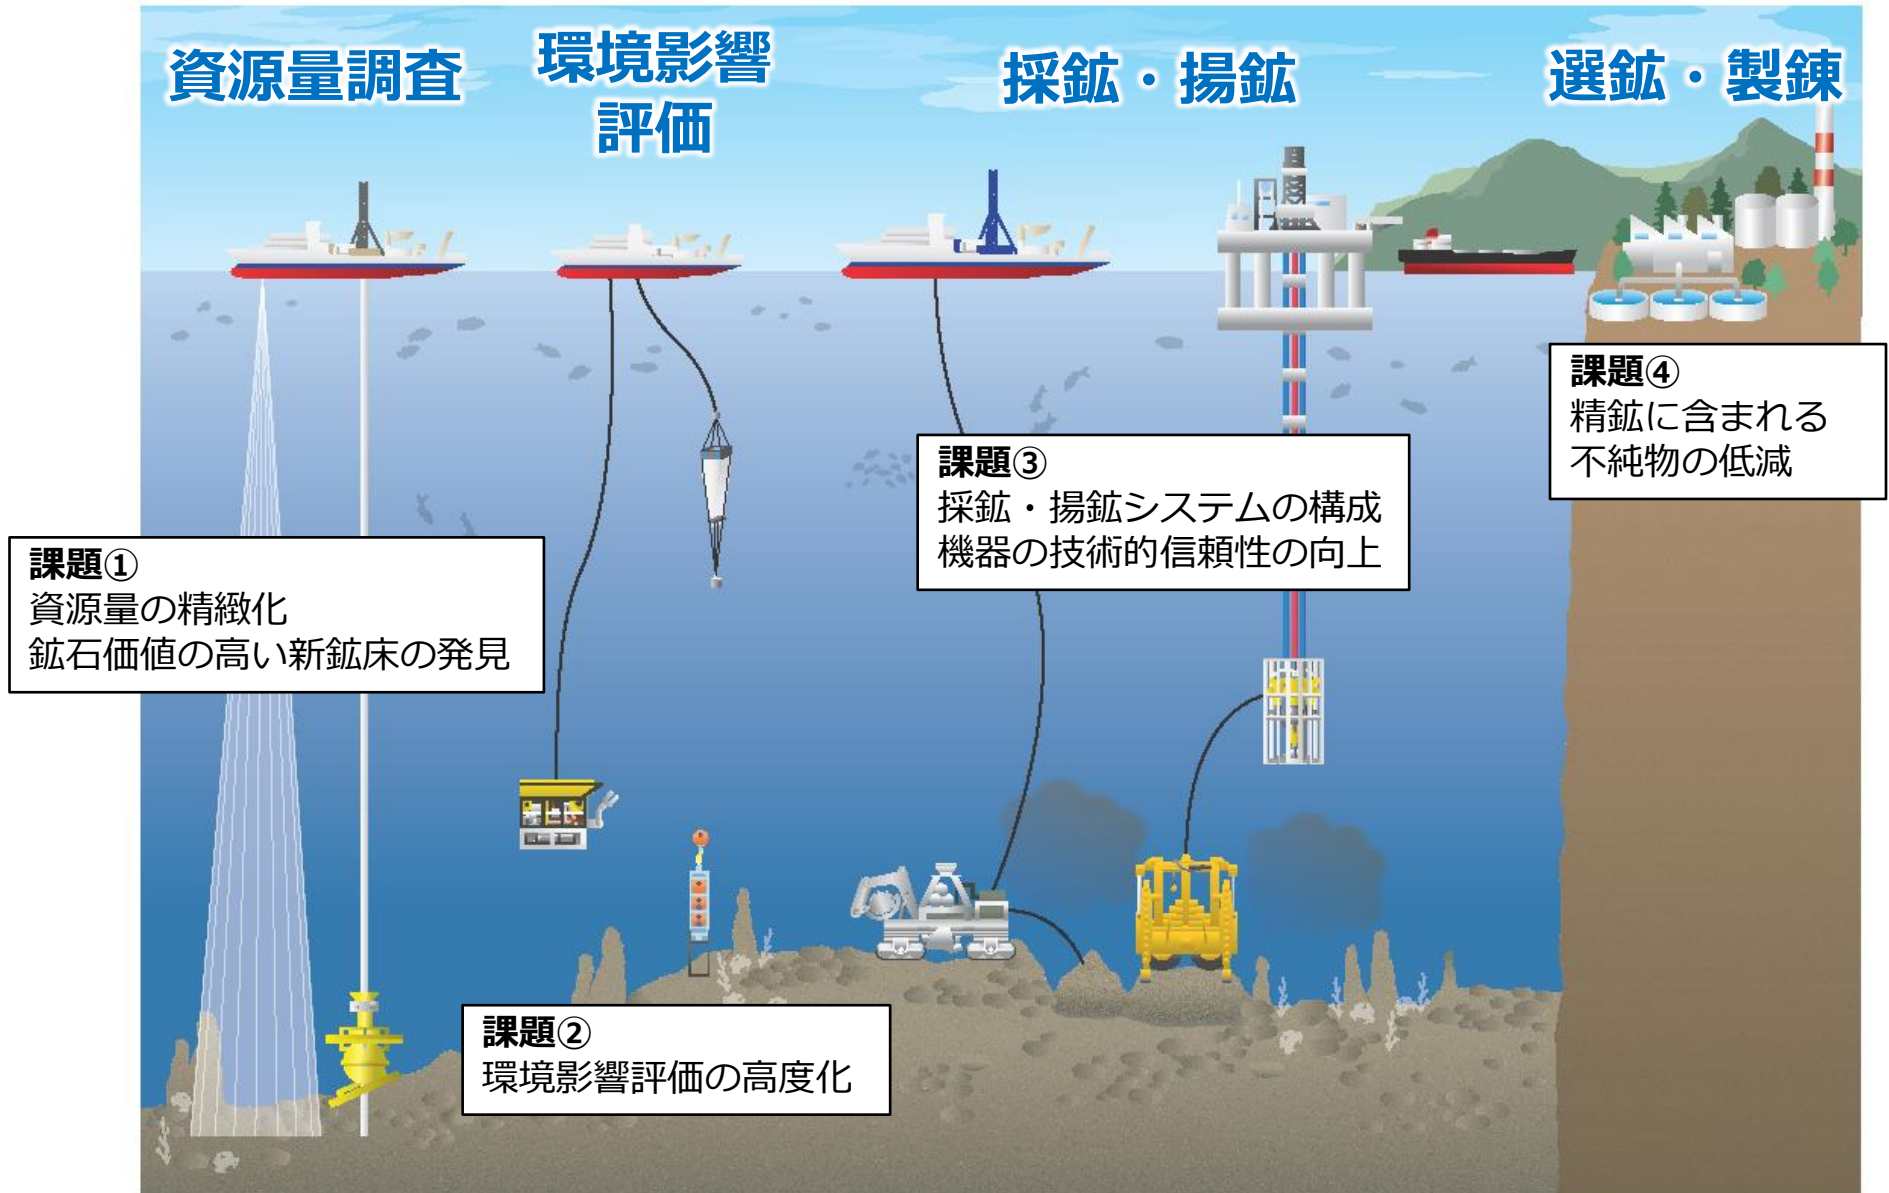 資源量調査
環境影響
評価
採鉱・揚鉱
選鉱・製錬
課題①
資源量の精緻化
鉱石価値の高い新鉱床の発見
課題②
環境影響評価の高度化
課題③
採鉱・揚鉱システムの構成
機器の技術的信頼性の向上
課題④
精鉱に含まれる
不純物の低減